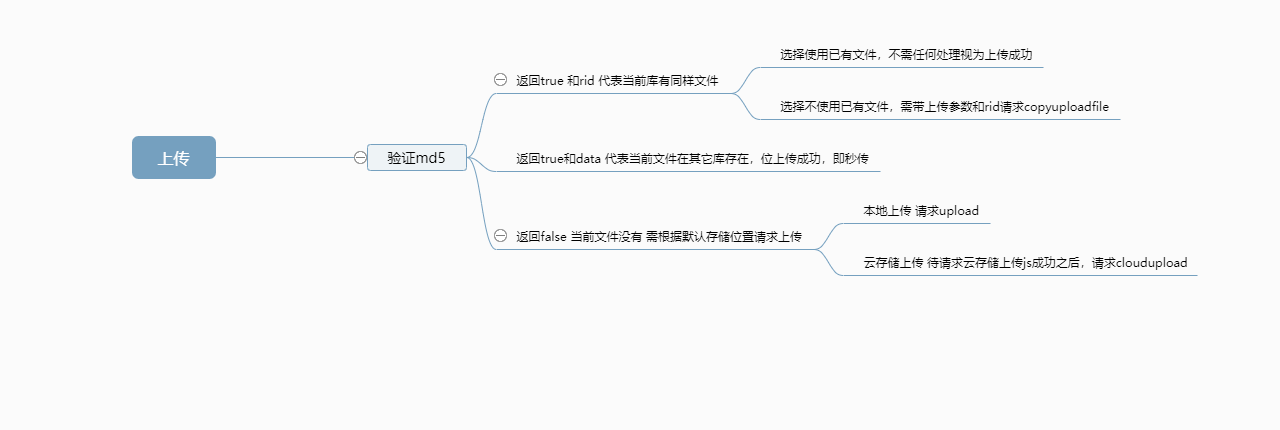 上传
验证md5
返回true 和rid 代表当前库有同样文件
选择使用已有文件，不需任何处理视为上传成功
选择不使用已有文件，需带上传参数和rid请求copyuploadfile
返回true和data 代表当前文件在其它库存在，位上传成功，即秒传
返回false 当前文件没有 需根据默认存储位置请求上传
本地上传 请求upload
云存储上传 待请求云存储上传js成功之后，请求cloudupload